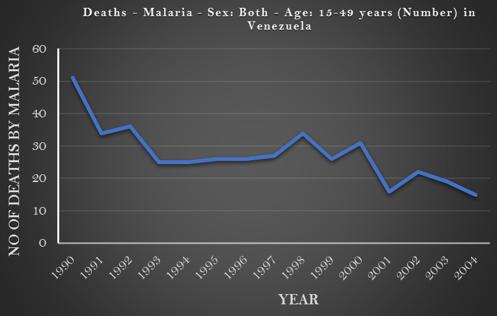 Deaths - Malaria - Sex: Both - Age: 15-49 years (Number) in
Venezuela
NO OF DEATHS BY MALARIA
60
50
40
30
20
10
0
1990 1991 1992 1993 1994 1995 1996 1997 1998 1999 2000 2001 2002 2003 2004
YEAR